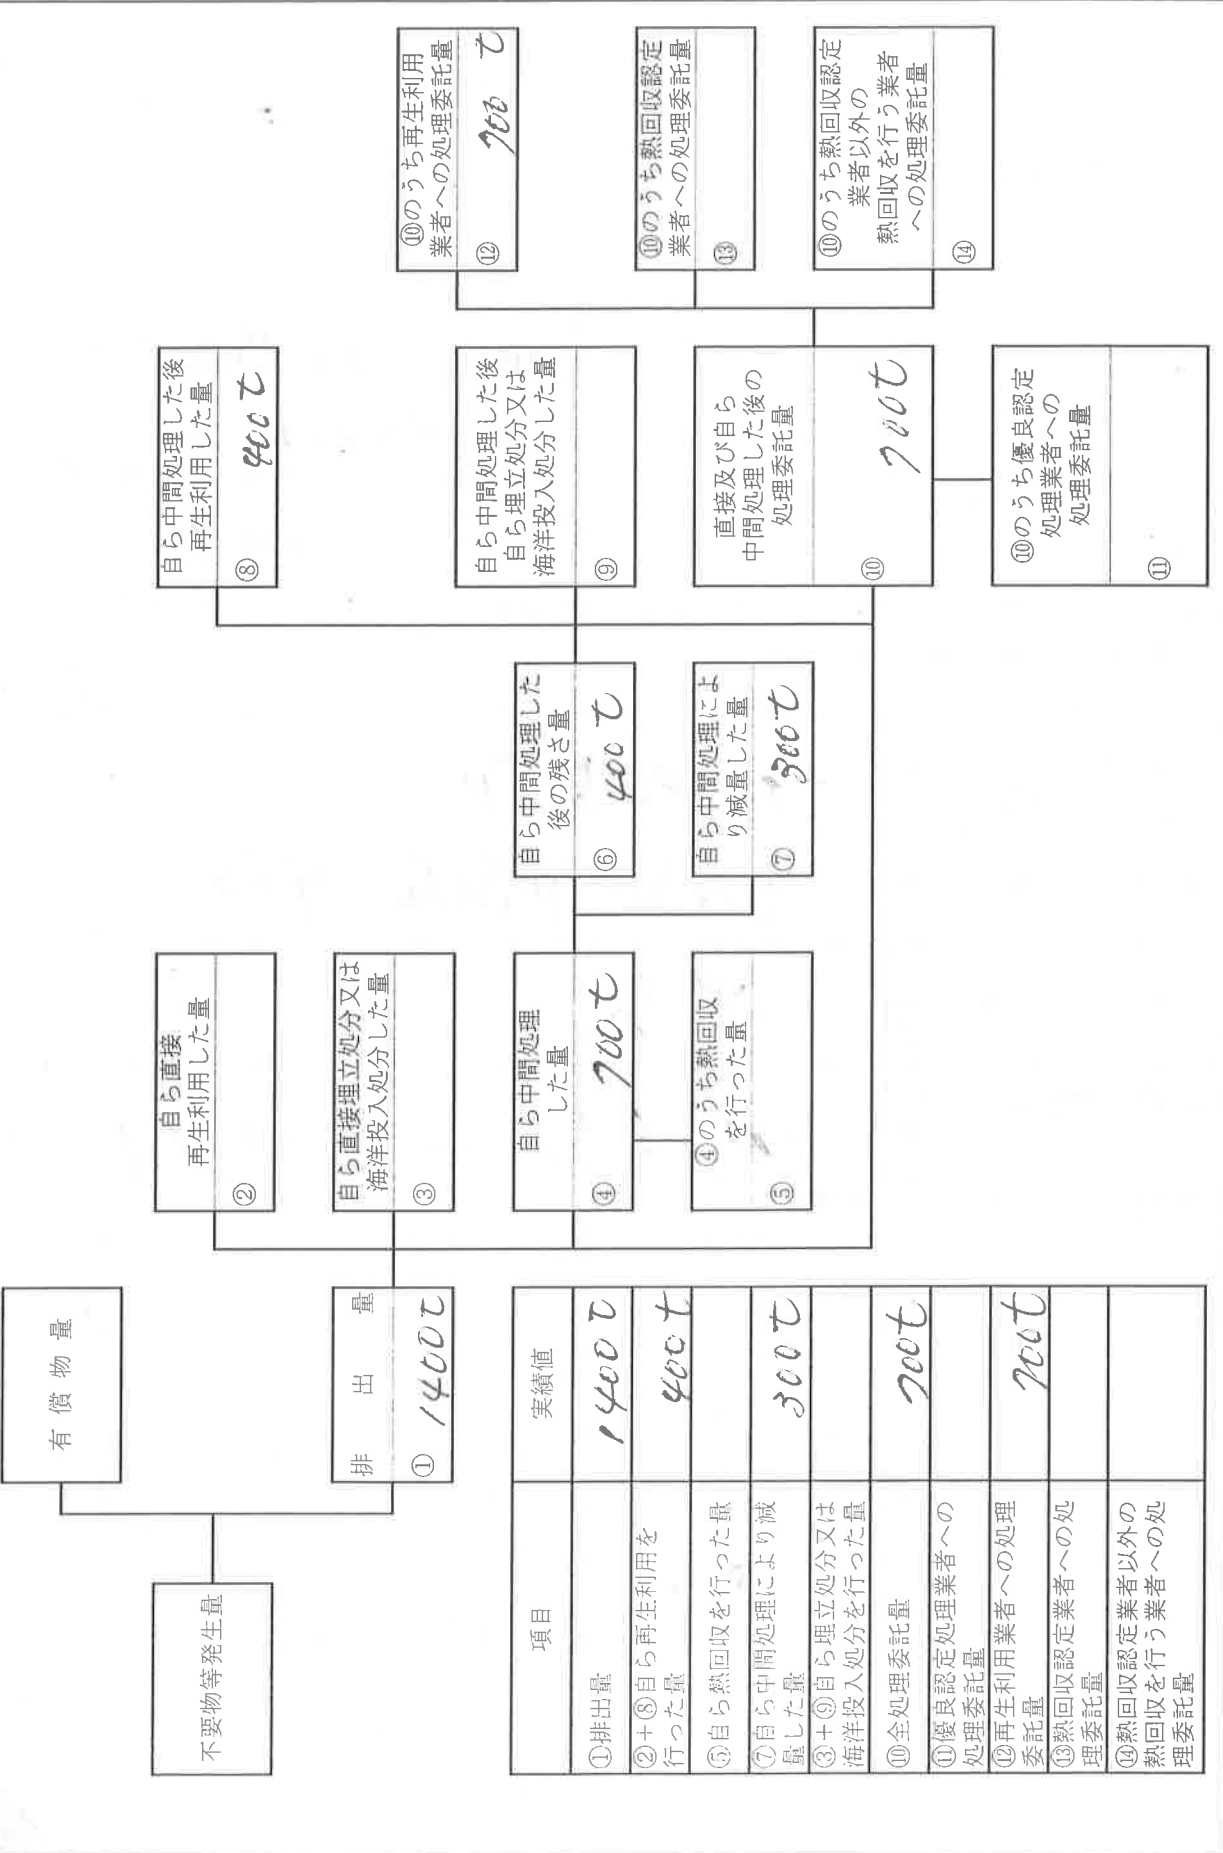 不要物等発生量
有償物量
排出量
① 1400t
自ら直接
再生利用した量
②
自ら直接埋立処分又は
海洋投入処分した量
③
自ら中間処理
した量
④ 700t
④のうち熱回収
を行った量
⑤
自ら中間処理した
後の残さ量
⑥ 400t
自ら中間処理によ
り減量した量
⑦ 300t
自ら中間処理した後
再生利用した量
⑧ 400t
自ら中間処理した後
自ら埋立処分又は
海洋投入処分した量
⑨
直接及び自ら
中間処理した後の
処理委託量
⑩ 700t
⑩のうち優良認定
処理業者への
処理委託量
⑪
⑩のうち再生利用
業者への処理委託量
⑫ 700t
⑩のうち熱回収認定
業者への処理委託量
⑬
⑩のうち熱回収認定
業者以外の
熱回収を行う業者
への処理委託量
⑭
項目 実績値
①排出量 1400t
②+⑧自ら再生利用を
行った量 400t
⑤自ら熱回収を行った量
⑦自ら中間処理により減
量した量 300t
③+⑨自ら埋立処分又は
海洋投入処分を行った量
⑩全処理委託量 700t
⑪優良認定処理業者への
処理委託量
⑫再生利用業者への処理
委託量 700t
⑬熱回収認定業者への処
理委託量
⑭熱回収認定業者以外の
熱回収を行う業者への処
理委託量